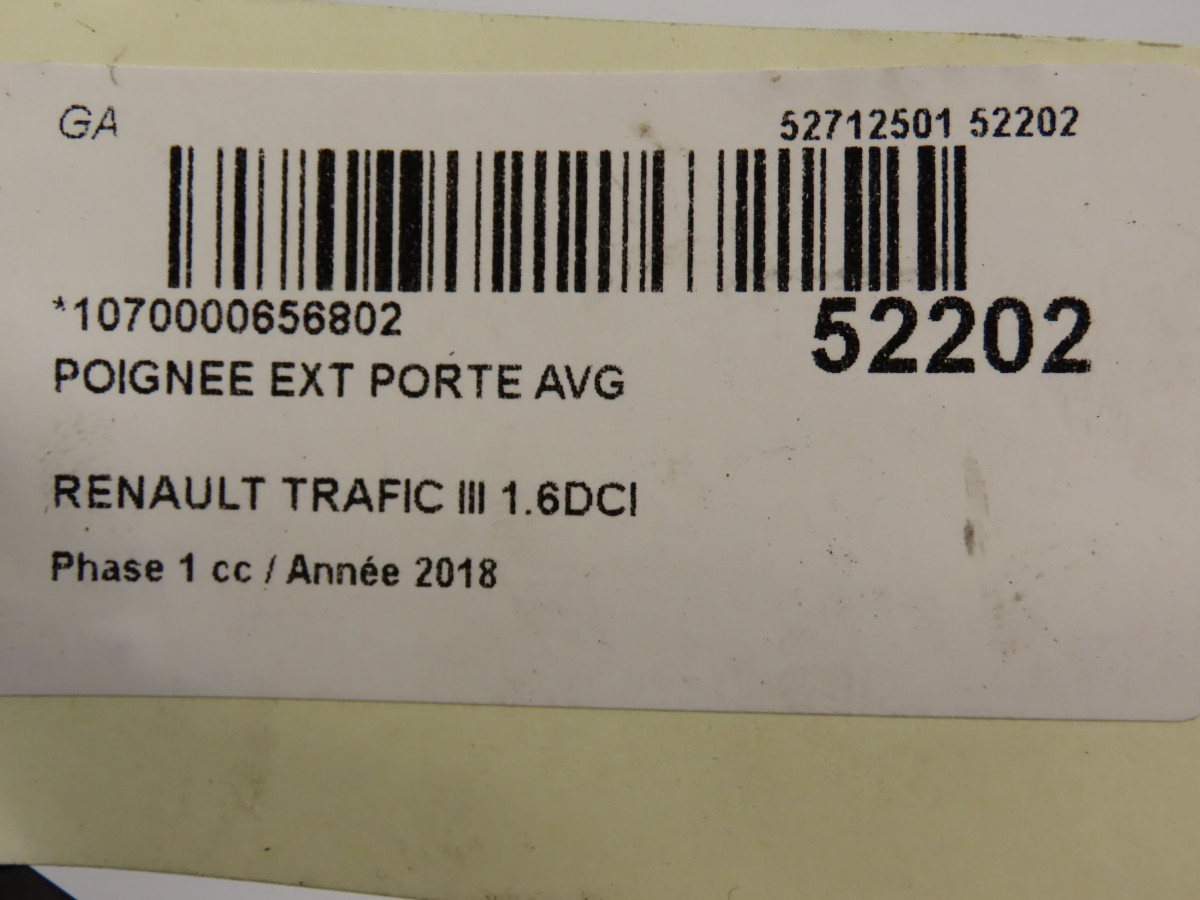 GA
52712501 52202
*1070000656802
52202
POIGNEE EXT PORTE AVG
RENAULT TRAFIC III 1.6DCI
Phase 1 cc / Année 2018